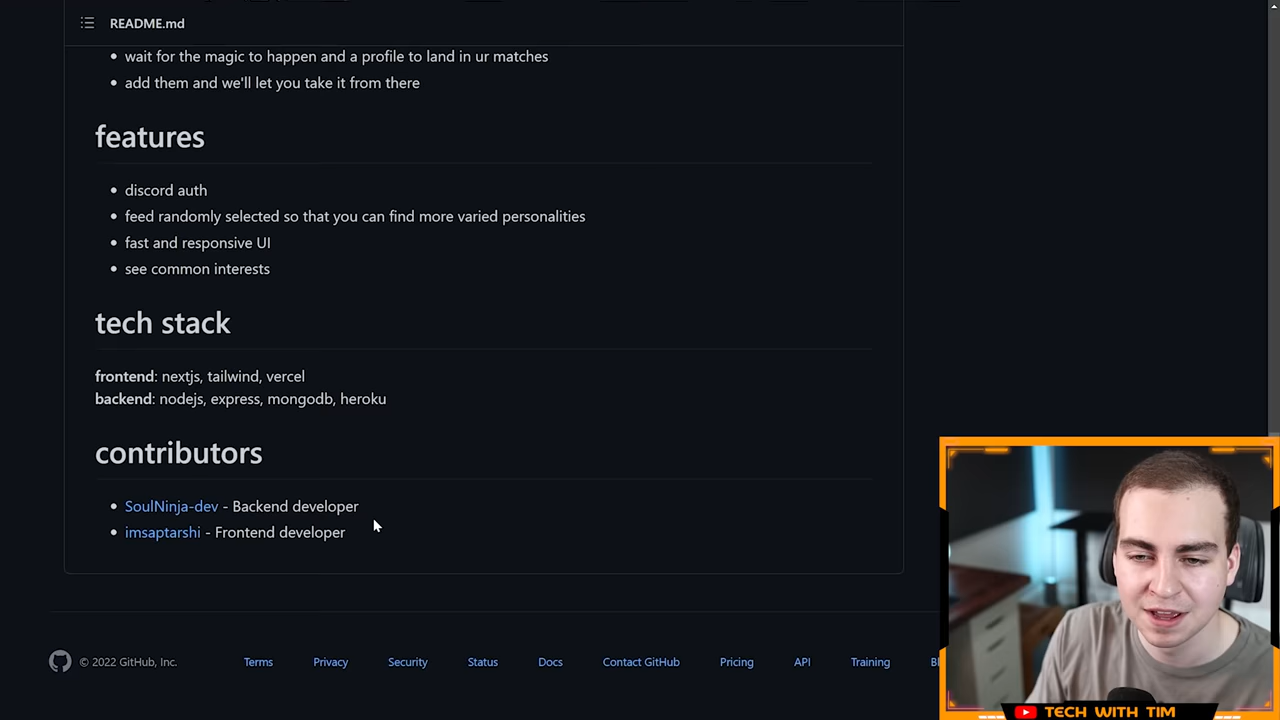 README.md
wait for the magic to happen and a profile to land in ur matches
add them and we'll let you take it from there
features
discord auth
feed randomly selected so that you can find more varied personalities
fast and responsive UI
see common interests
tech stack
frontend: nextjs, tailwind, vercel
backend: nodejs, express, mongodb, heroku
contributors
SoulNinja-dev - Backend developer
imsaptarshi - Frontend developer
© 2022 GitHub, Inc. Terms Privacy Security Status Docs Contact GitHub Pricing API Training
TECH WITH TIM